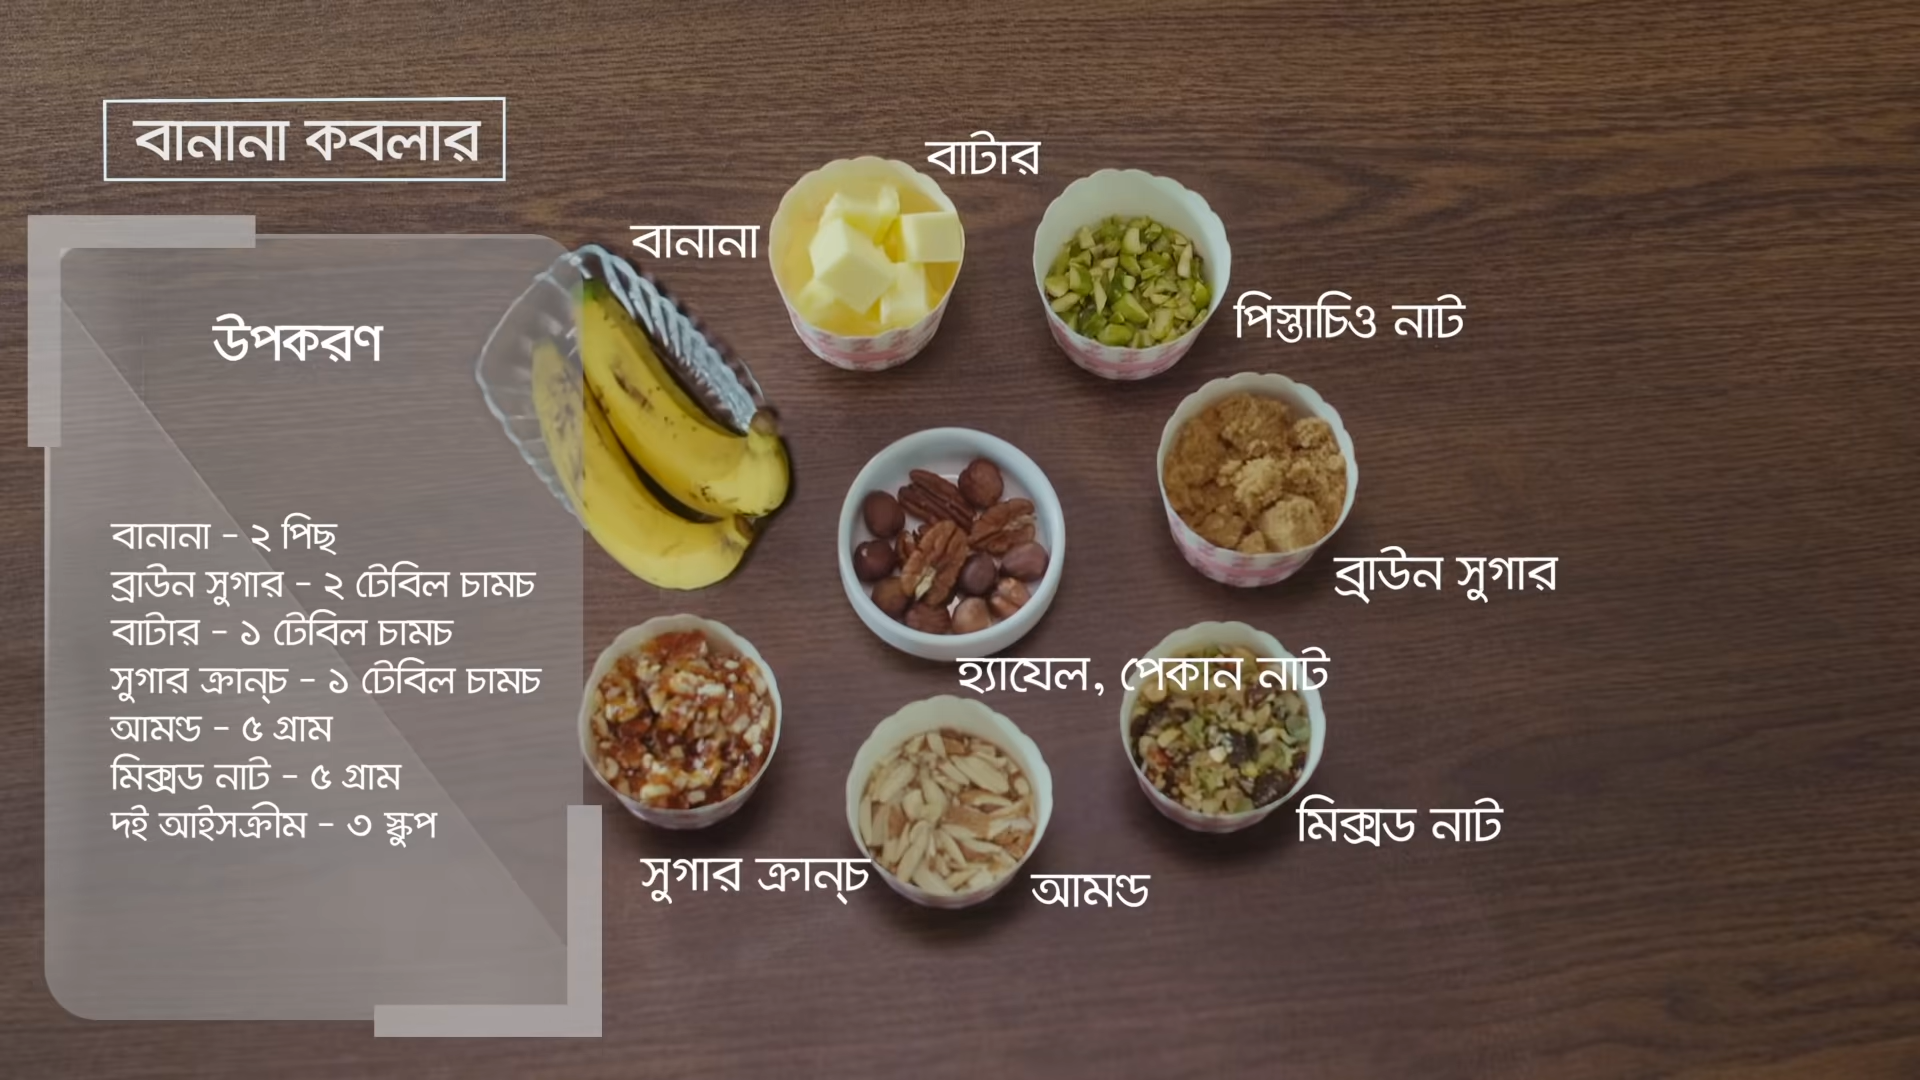 বানানা কবলার
উপকরণ
বানানা - ২ পিছ
ব্রাউন সুগার - ২ টেবিল চামচ
বাটার - ১ টেবিল চামচ
সুগার ক্রান্‌চ - ১ টেবিল চামচ
আমণ্ড - ৫ গ্রাম
মিক্সড নাট - ৫ গ্রাম
দই আইসক্রীম - ৩ স্কুপ
বাটার
বানানা
পিস্তাচিও নাট
ব্রাউন সুগার
হ্যাযেল, পেকান নাট
মিক্সড নাট
সুগার ক্রান্‌চ
আমণ্ড